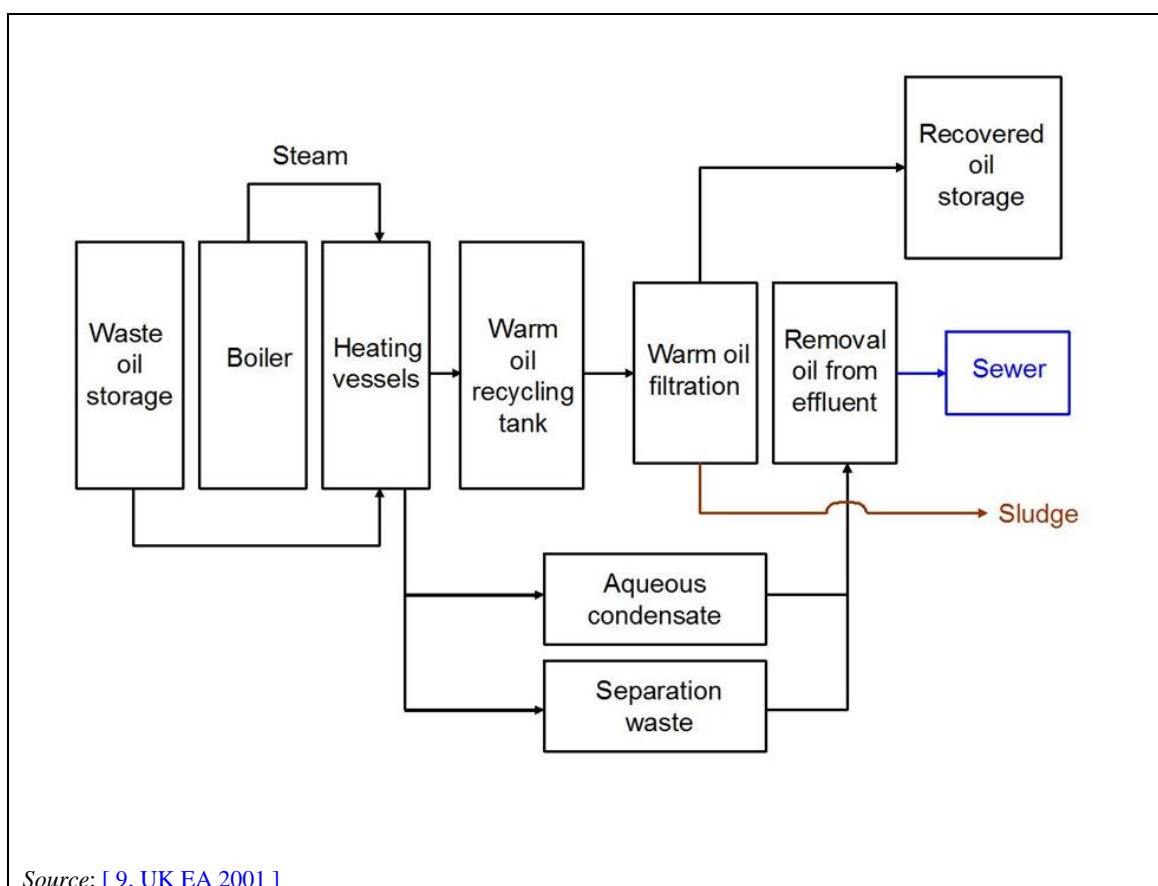 Steam
Waste
oil
storage
Boiler
Heating
vessels
Warm
oil
recycling
tank
Warm oil
filtration
Recovered
oil
storage
Removal
oil from
effluent
Sewer
Sludge
Aqueous
condensate
Separation
waste
Source: [ 9, UK EA 2001 ]